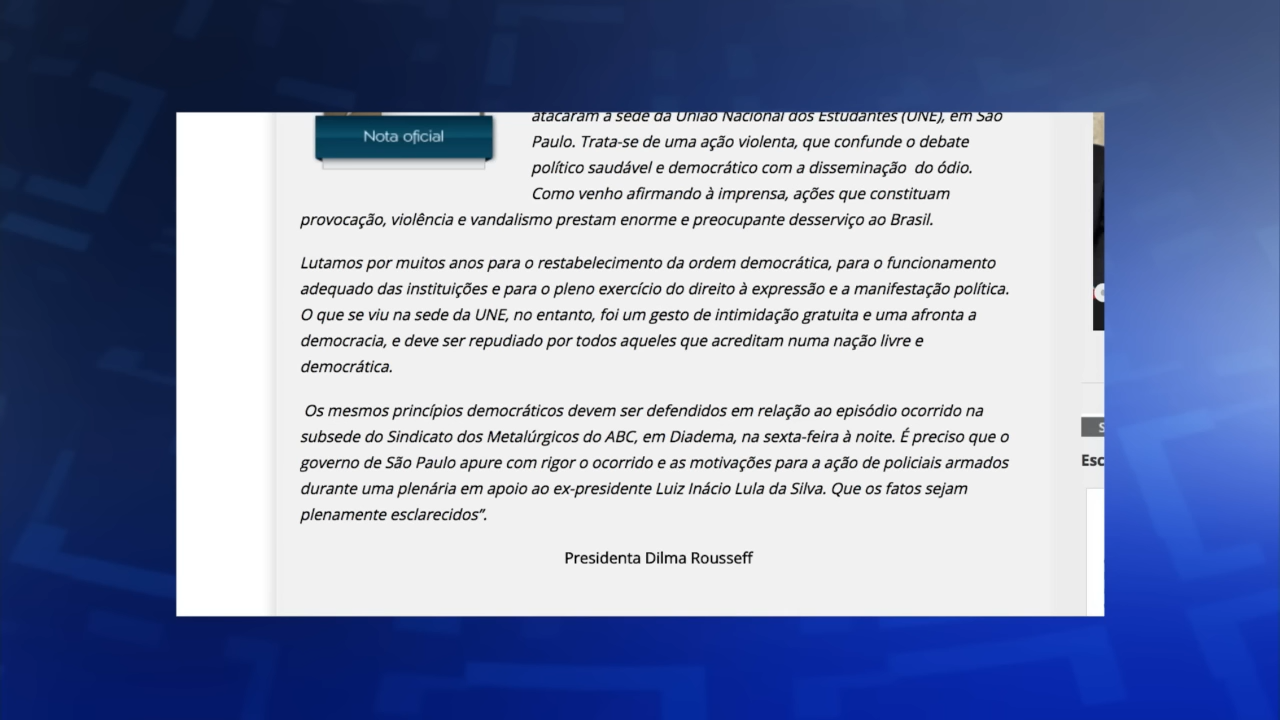 Nota oficial
atacaram a sede da União Nacional dos Estudantes (UNE), em São
Paulo. Trata-se de uma ação violenta, que confunde o debate
político saudável e democrático com a disseminação  do ódio.
Como venho afirmando à imprensa, ações que constituam
provocação, violência e vandalismo prestam enorme e preocupante desserviço ao Brasil.
Lutamos por muitos anos para o restabelecimento da ordem democrática, para o funcionamento
adequado das instituições e para o pleno exercício do direito à expressão e a manifestação política.
O que se viu na sede da UNE, no entanto, foi um gesto de intimidação gratuita e uma afronta a
democracia, e deve ser repudiado por todos aqueles que acreditam numa nação livre e
democrática.
Os mesmos princípios democráticos devem ser defendidos em relação ao episódio ocorrido na
subsede do Sindicato dos Metalúrgicos do ABC, em Diadema, na sexta-feira à noite. É preciso que o
governo de São Paulo apure com rigor o ocorrido e as motivações para a ação de policiais armados
durante uma plenária em apoio ao ex-presidente Luiz Inácio Lula da Silva. Que os fatos sejam
plenamente esclarecidos”.
Presidenta Dilma Rousseff
S
Esc